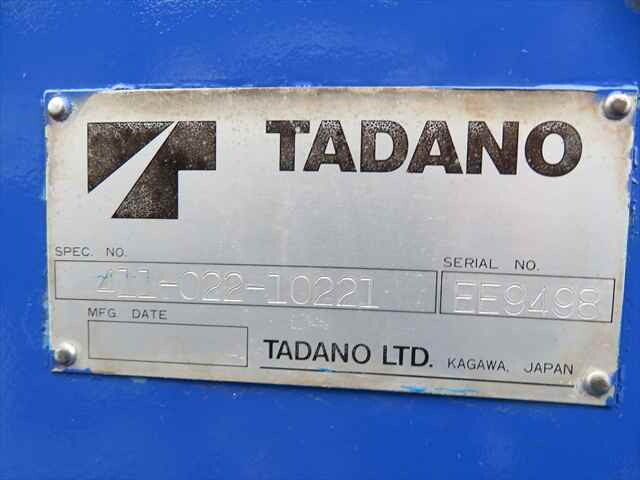 TADANO
SPEC. NO.
411-022-10221
SERIAL NO.
EE9498
MFG. DATE
TADANO LTD. KAGAWA, JAPAN